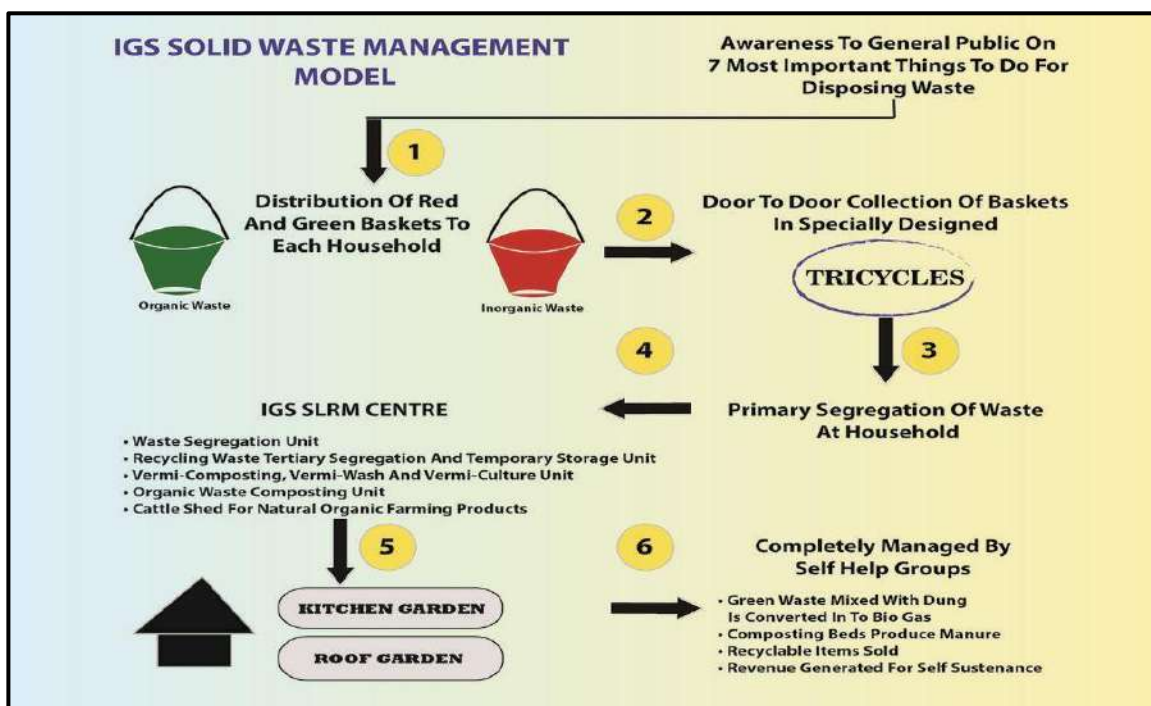 IGS SOLID WASTE MANAGEMENT
MODEL
Awareness To General Public On
7 Most Important Things To Do For
Disposing Waste
1
Distribution Of Red
And Green Baskets To
Each Household
Organic Waste
Inorganic Waste
2
Door To Door Collection Of Baskets
In Specially Designed
TRICYCLES
3
Primary Segregation Of Waste
At Household
4
IGS SLRM CENTRE
• Waste Segregation Unit
• Recycling Waste Tertiary Segregation And Temporary Storage Unit
• Vermi-Composting, Vermi-Wash And Vermi-Culture Unit
• Organic Waste Composting Unit
• Cattle Shed For Natural Organic Farming Products
5
KITCHEN GARDEN
ROOF GARDEN
6
Completely Managed By
Self Help Groups
• Green Waste Mixed With Dung
Is Converted In To Bio Gas
• Composting Beds Produce Manure
• Recyclable Items Sold
• Revenue Generated For Self Sustenance